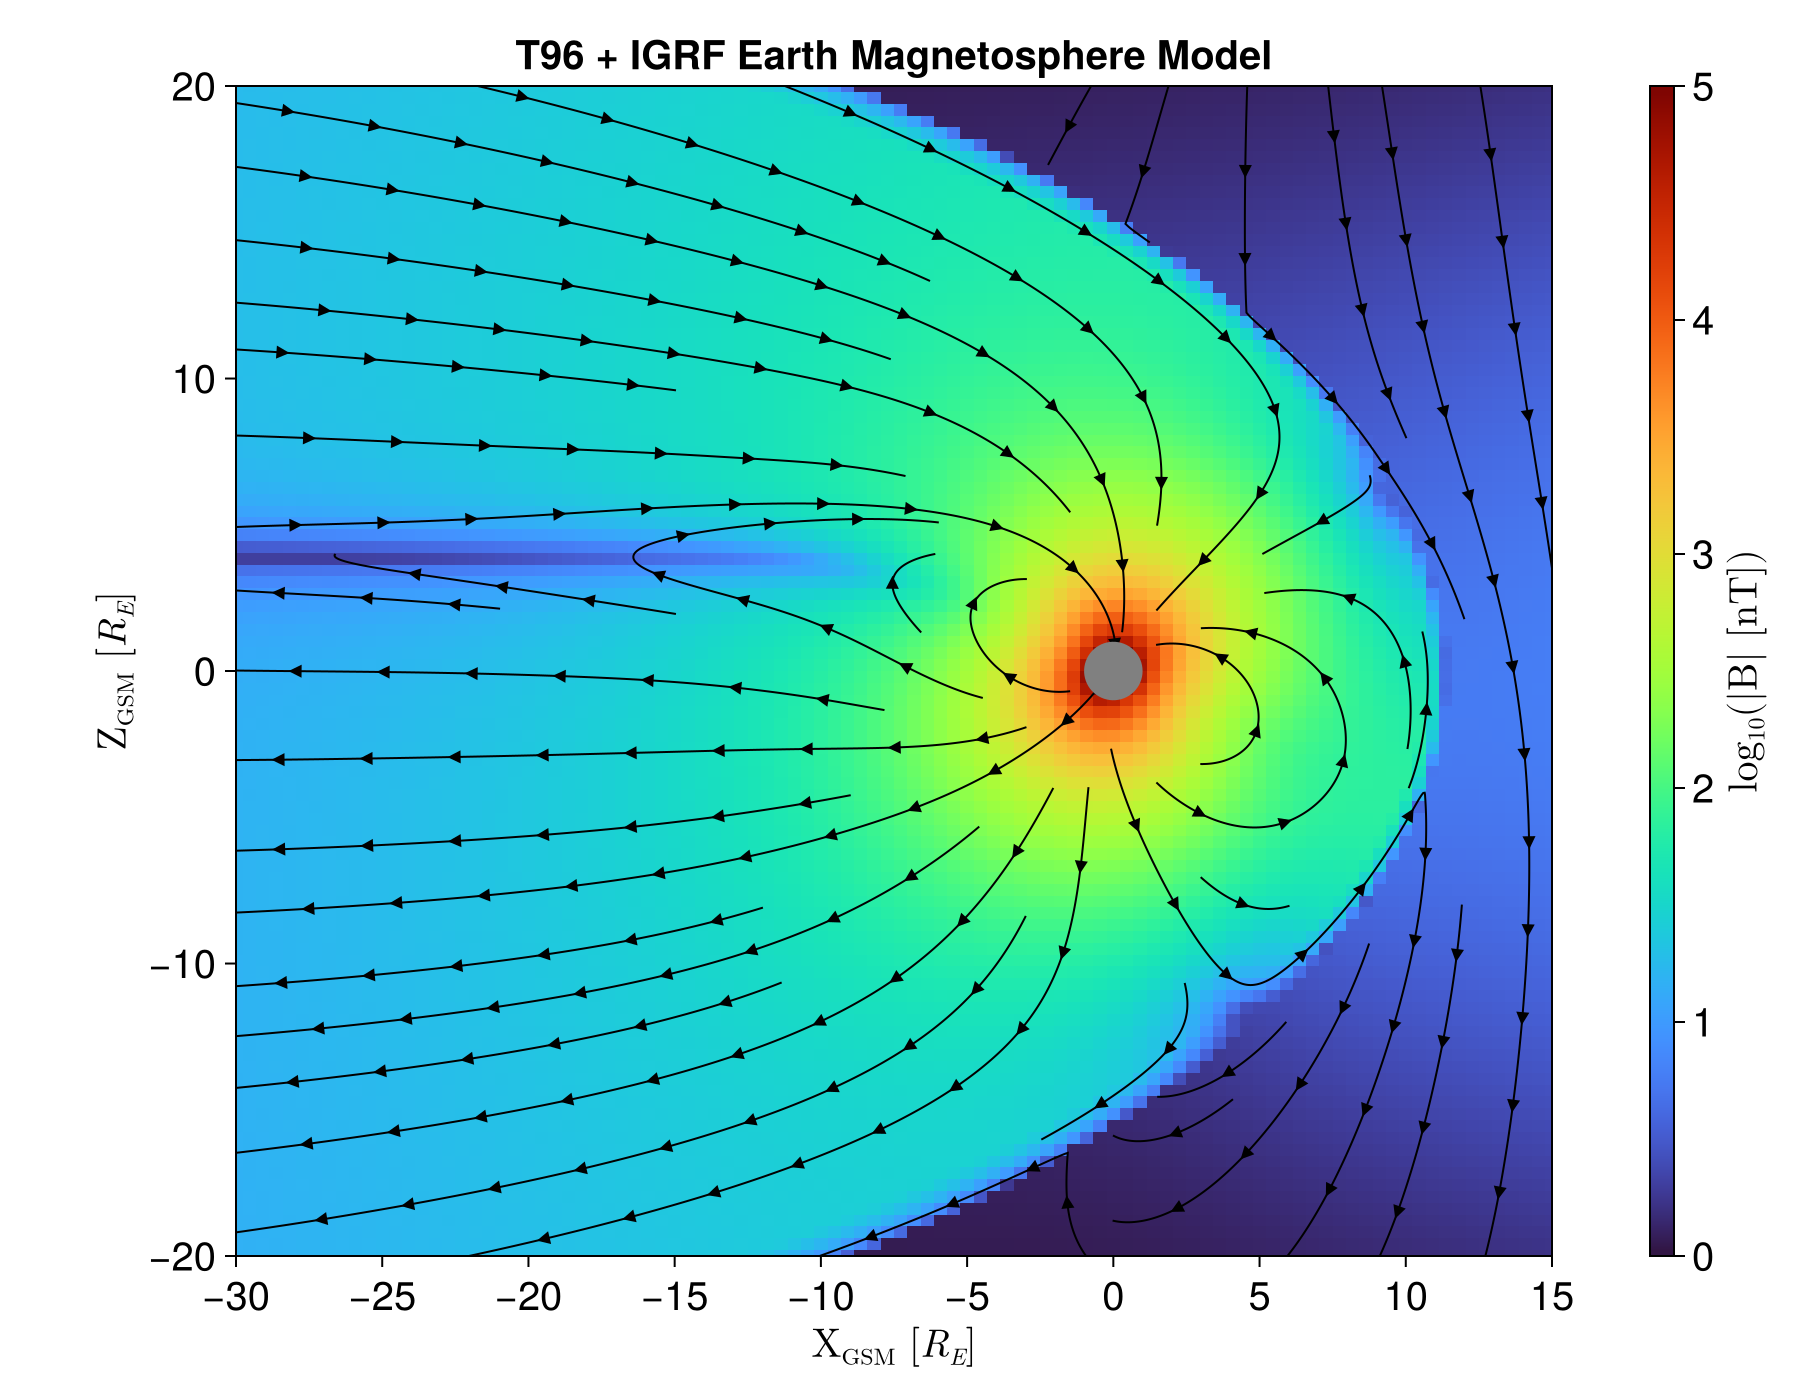 T96 + IGRF Earth Magnetosphere Model
20
10
0
−10
−20
Z_GSM [R_E]
−30 −25 −20 −15 −10 −5 0 5 10 15
X_GSM [R_E]
5
4
3
2
1
0
log₁₀(|B| [nT])